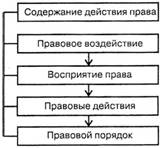 Содержание действия права
Правовое воздействие
Восприятие права
Правовые действия
Правовой порядок